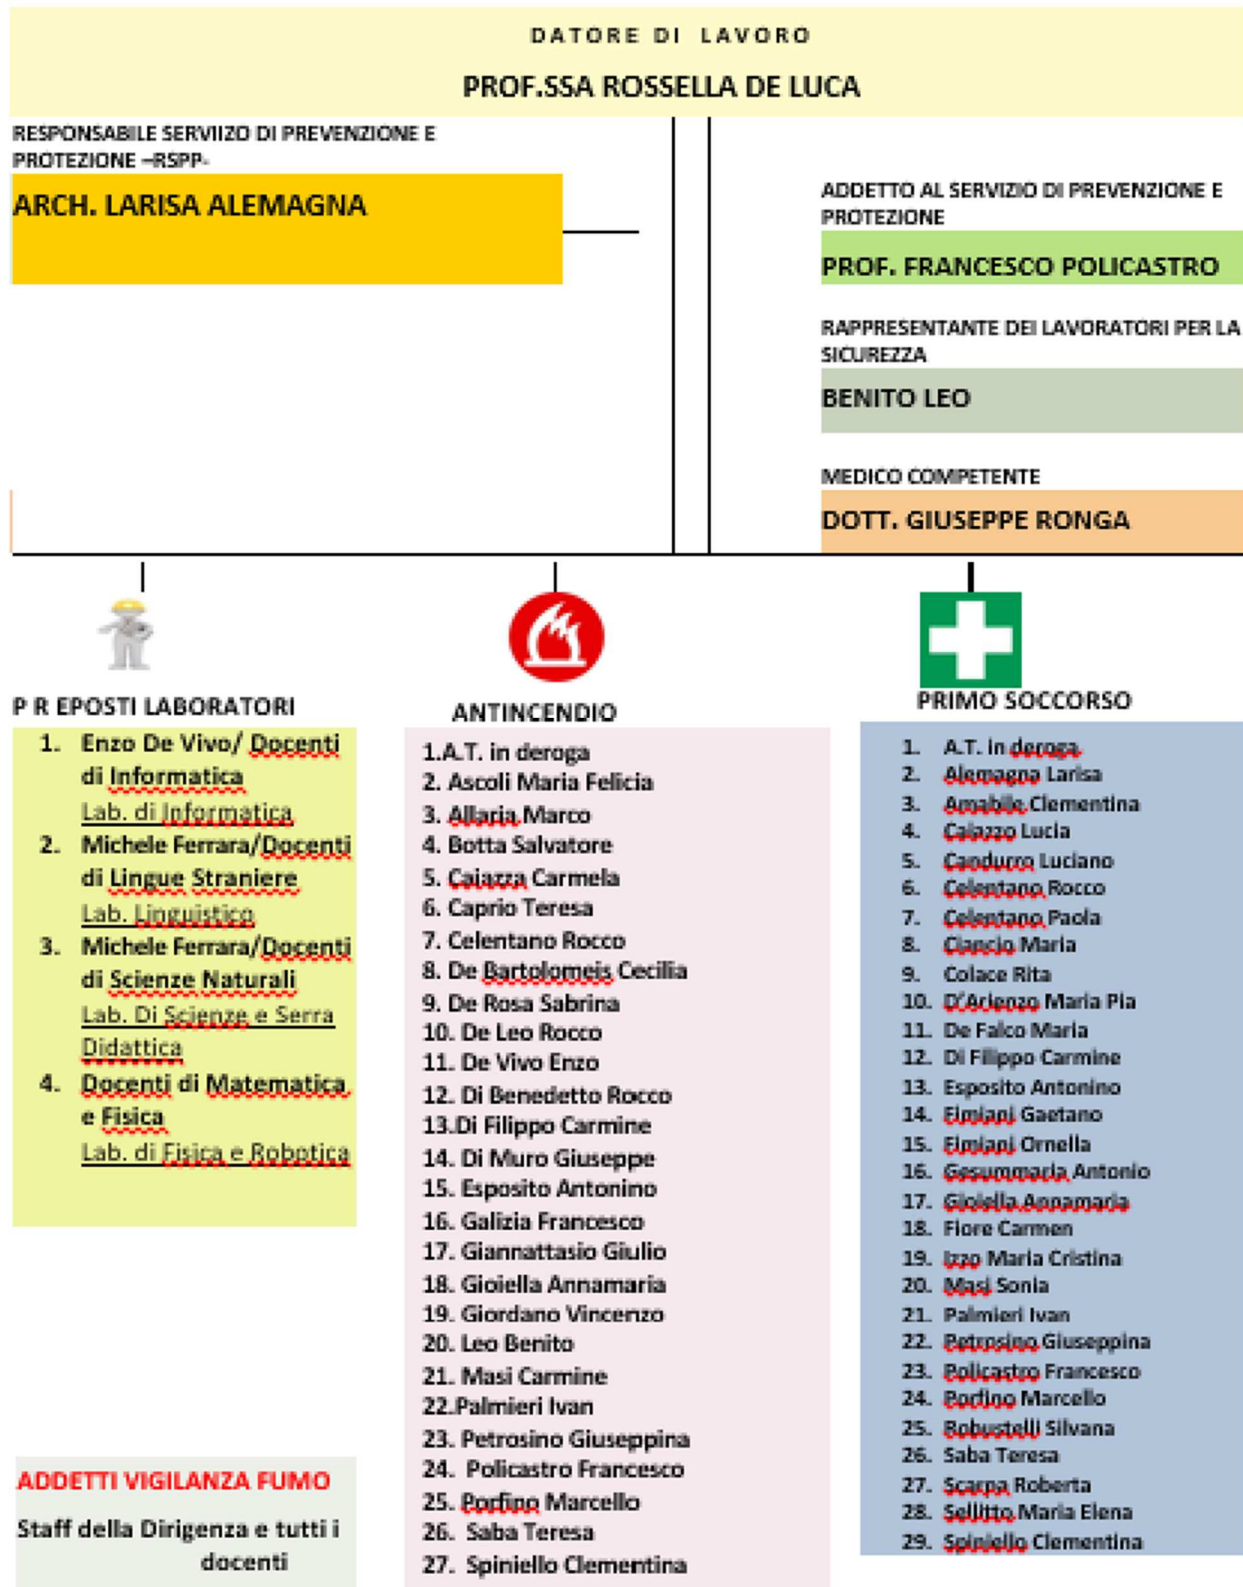 DATORE DI LAVORO
PROF.SSA ROSSELLA DE LUCA
RESPONSABILE SERVIIZO DI PREVENZIONE E
PROTEZIONE –RSPP-
ARCH. LARISA ALEMAGNA
ADDETTO AL SERVIZIO DI PREVENZIONE E
PROTEZIONE
PROF. FRANCESCO POLICASTRO
RAPPRESENTANTE DEI LAVORATORI PER LA
SICUREZZA
BENITO LEO
MEDICO COMPETENTE
DOTT. GIUSEPPE RONGA
P R EPOSTI LABORATORI
1. Enzo De Vivo/ Docenti
di Informatica
Lab. di Informatica
2. Michele Ferrara/Docenti
di Lingue Straniere
Lab. Linguistico
3. Michele Ferrara/Docenti
di Scienze Naturali
Lab. Di Scienze e Serra
Didattica
4. Docenti di Matematica
e Fisica
Lab. di Fisica e Robotica
ADDETTI VIGILANZA FUMO
Staff della Dirigenza e tutti i
docenti
ANTINCENDIO
1.A.T. in deroga
2. Ascoli Maria Felicia
3. Allaria Marco
4. Botta Salvatore
5. Caiazza Carmela
6. Caprio Teresa
7. Celentano Rocco
8. De Bartolomeis Cecilia
9. De Rosa Sabrina
10. De Leo Rocco
11. De Vivo Enzo
12. Di Benedetto Rocco
13.Di Filippo Carmine
14. Di Muro Giuseppe
15. Esposito Antonino
16. Galizia Francesco
17. Giannattasio Giulio
18. Gioiella Annamaria
19. Giordano Vincenzo
20. Leo Benito
21. Masi Carmine
22.Palmieri Ivan
23. Petrosino Giuseppina
24. Policastro Francesco
25. Porfino Marcello
26. Saba Teresa
27. Spiniello Clementina
PRIMO SOCCORSO
1. A.T. in deroga
2. Alemagna Larisa
3. Amabile Clementina
4. Caiazzo Lucia
5. Candurro Luciano
6. Celentano Rocco
7. Celentano Paola
8. Ciancio Maria
9. Colace Rita
10. D'Arienzo Maria Pia
11. De Falco Maria
12. Di Filippo Carmine
13. Esposito Antonino
14. Fimiani Gaetano
15. Fimiani Ornella
16. Gesummaria Antonio
17. Gioiella Annamaria
18. Fiore Carmen
19. Izzo Maria Cristina
20. Masi Sonia
21. Palmieri Ivan
22. Petrosino Giuseppina
23. Policastro Francesco
24. Porfino Marcello
25. Robustelli Silvana
26. Saba Teresa
27. Scarpa Roberta
28. Sellitto Maria Elena
29. Spiniello Clementina